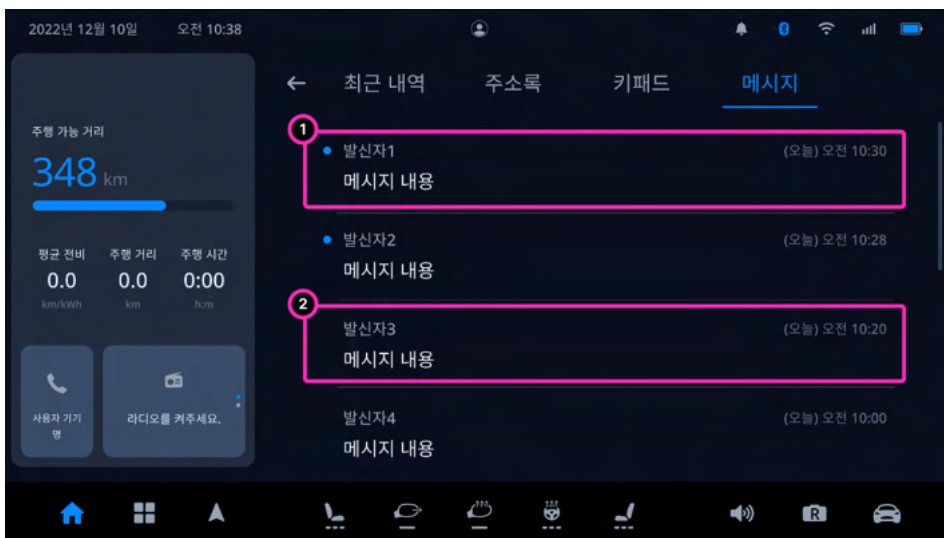 2022년 12월 10일 오전 10:38
최근 내역 주소록 키패드 메시지
주행 가능 거리
348 km
평균 전비 주행 거리 주행 시간
0.0 0.0 0:00
km/kWh km h:m
사용자 기기
명
라디오를 켜주세요.
1
발신자1 (오늘) 오전 10:30
메시지 내용
발신자2 (오늘) 오전 10:28
메시지 내용
2
발신자3 (오늘) 오전 10:20
메시지 내용
발신자4 (오늘) 오전 10:00
메시지 내용
R